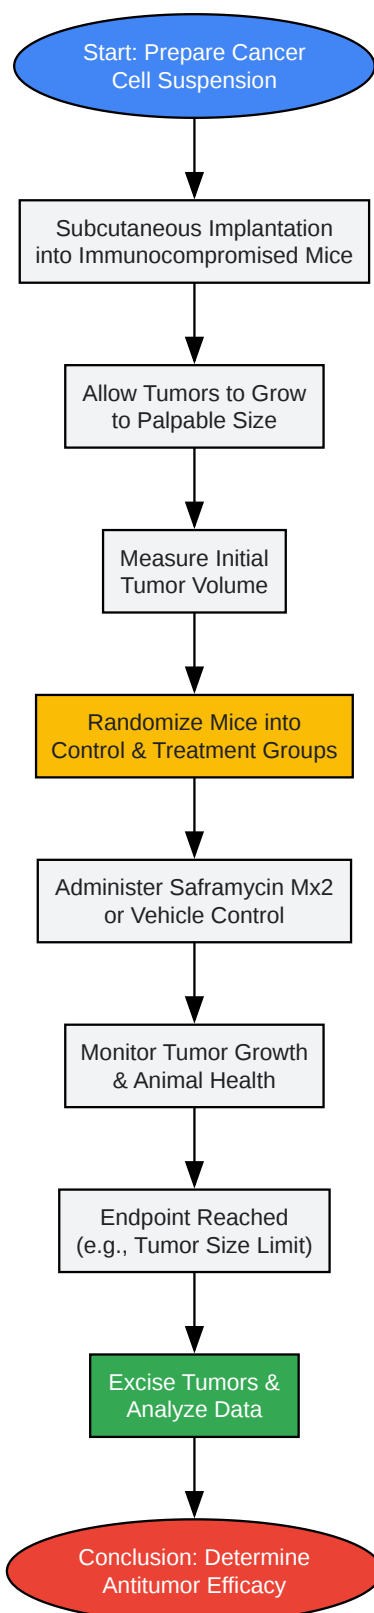 Start: Prepare Cancer
Cell Suspension
Subcutaneous Implantation
into Immunocompromised Mice
Allow Tumors to Grow
to Palpable Size
Measure Initial
Tumor Volume
Randomize Mice into
Control & Treatment Groups
Administer Saframycin Mx2
or Vehicle Control
Monitor Tumor Growth
& Animal Health
Endpoint Reached
(e.g., Tumor Size Limit)
Excise Tumors &
Analyze Data
Conclusion: Determine
Antitumor Efficacy